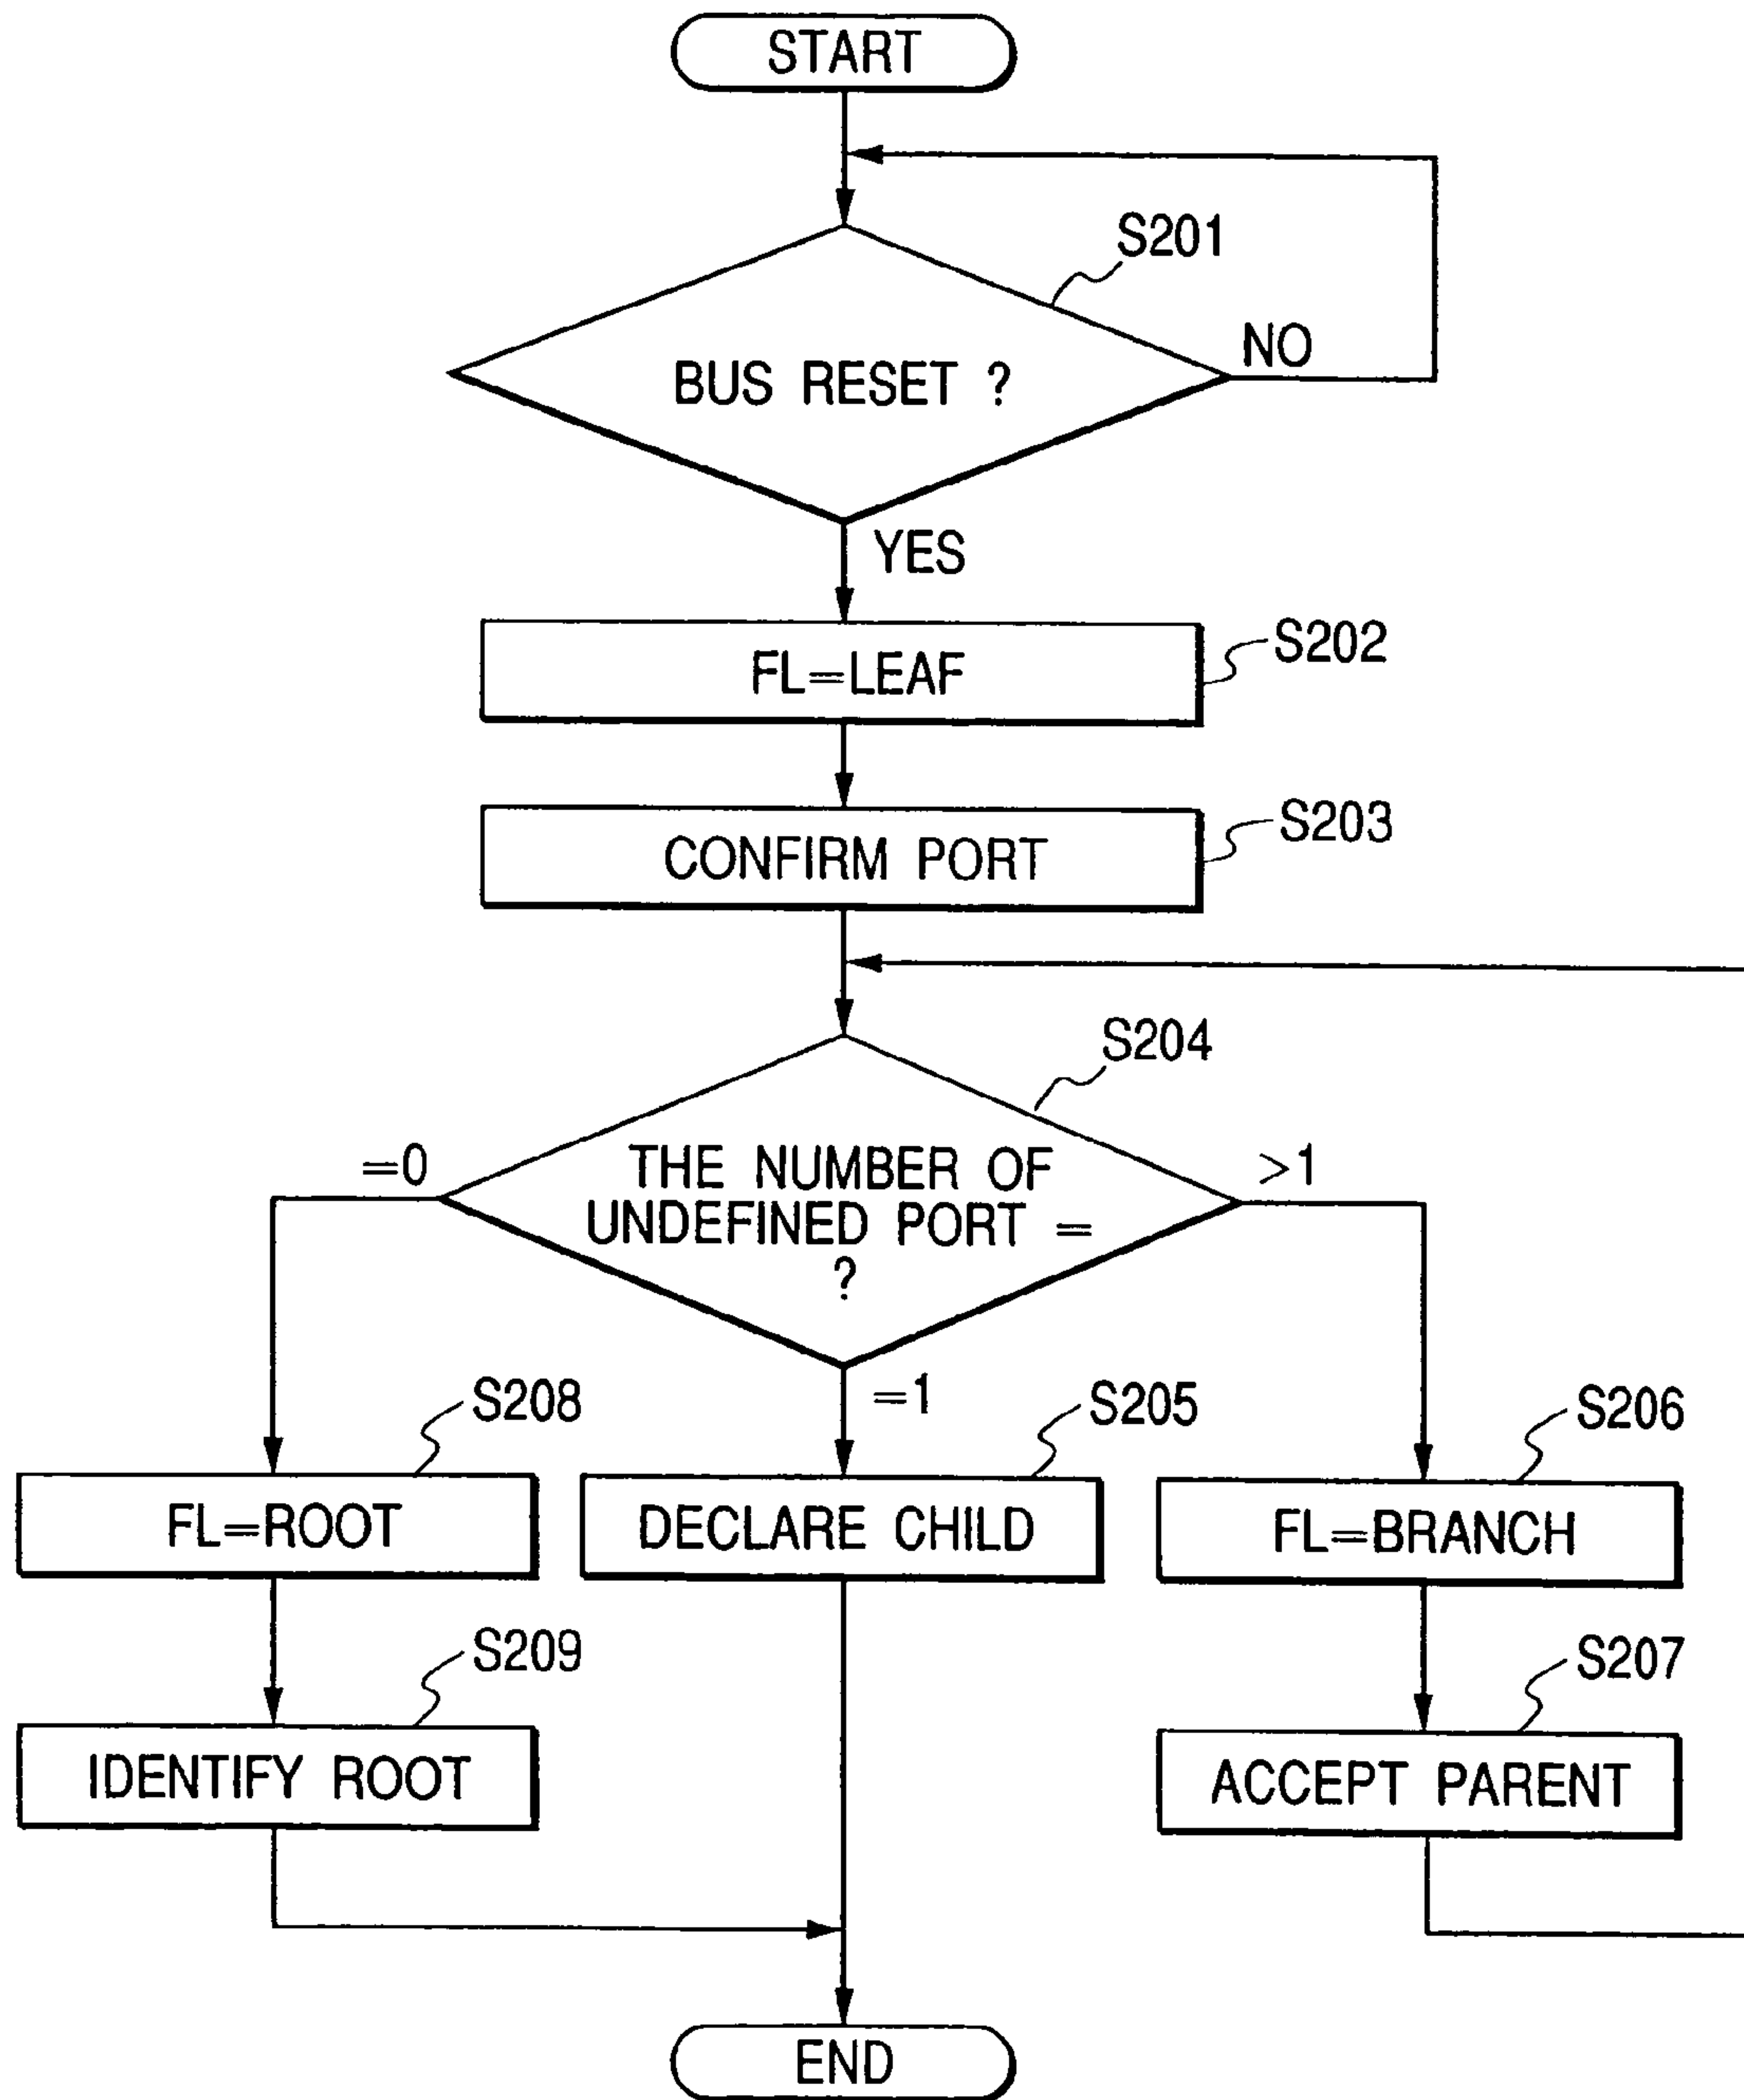 START
S201
BUS RESET ?
NO
YES
FL=LEAF
S202
CONFIRM PORT
S203
S204
=0
THE NUMBER OF
UNDEFINED PORT =
?
>1
=1
S208
S205
S206
FL=ROOT
DECLARE CHILD
FL=BRANCH
S209
S207
IDENTIFY ROOT
ACCEPT PARENT
END